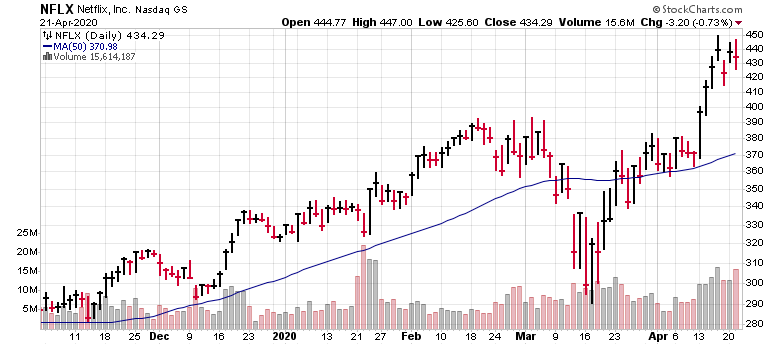 NFLX Netflix, Inc. Nasdaq GS © StockCharts.com
21-Apr-2020 Open 444.77 High 447.00 Low 425.60 Close 434.29 Volume 15.6M Chg -3.20 (-0.73%)
NFLX (Daily) 434.29
MA(50) 370.98
Volume 15,614,187
450
440
430
420
410
400
390
380
370
360
350
340
330
320
310
300
290
280
25M
20M
15M
10M
5M
11 18 25 Dec 9 16 23 2020 13 21 27 Feb 10 18 24 Mar 9 16 23 Apr 6 13 20